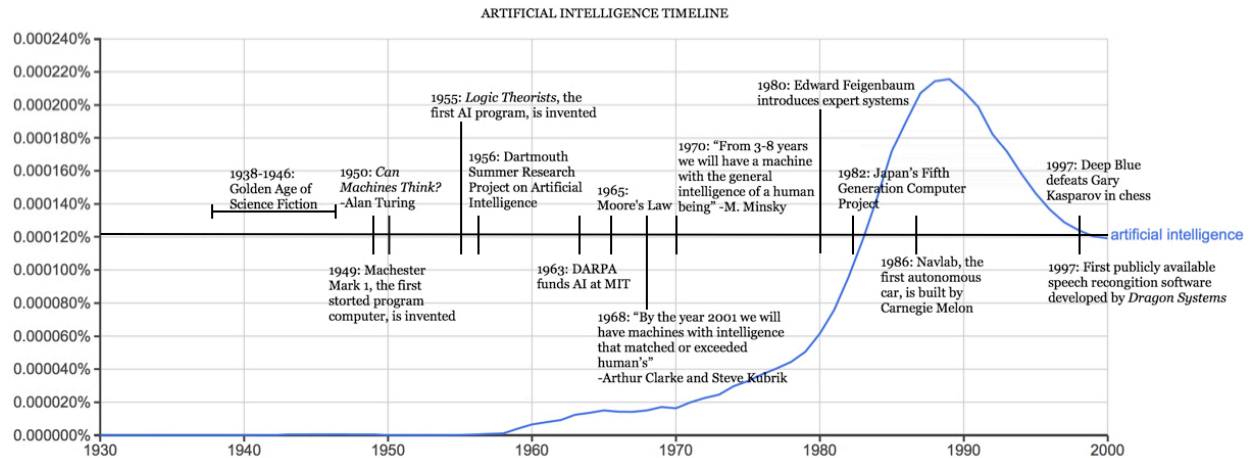 ARTIFICIAL INTELLIGENCE TIMELINE
0.000240%
0.000220%
0.000200%
0.000180%
0.000160%
0.000140%
0.000120%
0.000100%
0.000080%
0.000060%
0.000040%
0.000020%
0.000000%
1938-1946:
Golden Age of
Science Fiction
1950: Can
Machines Think?
-Alan Turing
1949: Machester
Mark 1, the first
storted program
computer, is invented
1955: Logic Theorists, the
first AI program, is invented
1956: Dartmouth
Summer Research
Project on Artificial
Intelligence
1963: DARPA
funds AI at MIT
1965:
Moore's Law
1968: “By the year 2001 we will
have machines with intelligence
that matched or exceeded
human’s”
-Arthur Clarke and Steve Kubrik
1970: “From 3-8 years
we will have a machine
with the general
intelligence of a human
being” -M. Minsky
1980: Edward Feigenbaum
introduces expert systems
1982: Japan’s Fifth
Generation Computer
Project
1986: Navlab, the
first autonomous
car, is built by
Carnegie Melon
1997: Deep Blue
defeats Gary
Kasparov in chess
artificial intelligence
1997: First publicly available
speech recongition software
developed by Dragon Systems
1930
1940
1950
1960
1970
1980
1990
2000